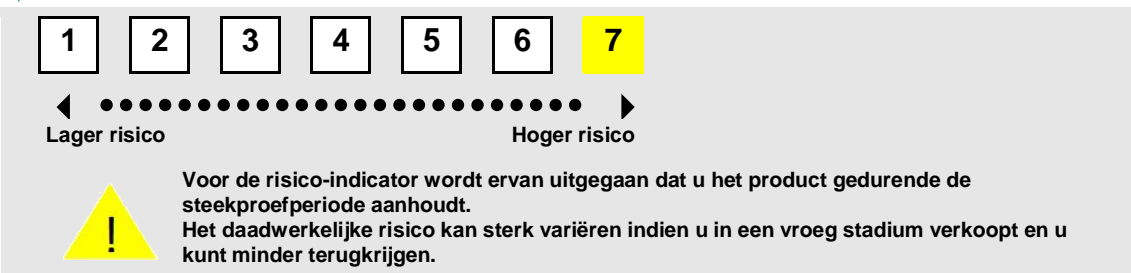 1 2 3 4 5 6 7
Lager risico Hoger risico
!
Voor de risico-indicator wordt ervan uitgegaan dat u het product gedurende de
steekproefperiode aanhoudt.
Het daadwerkelijke risico kan sterk variëren indien u in een vroeg stadium verkoopt en u
kunt minder terugkrijgen.